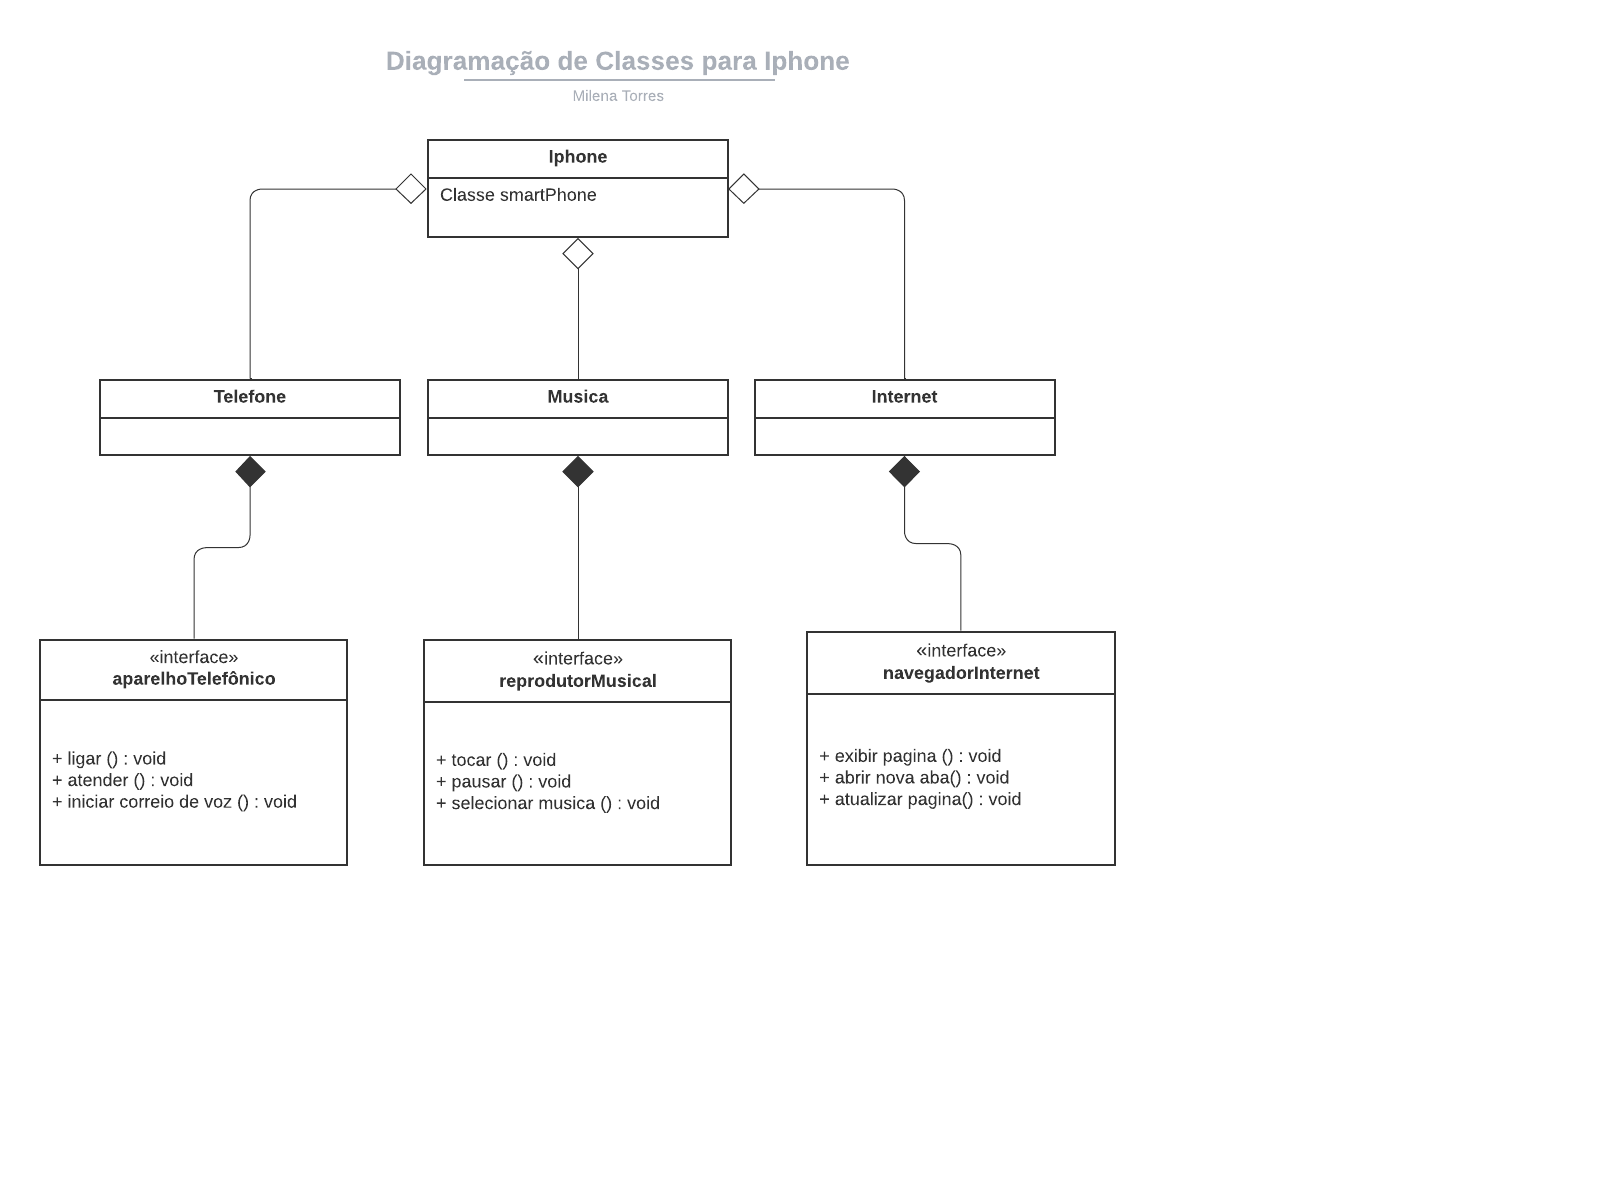 Diagramação de Classes para Iphone
Milena Torres
Iphone
Classe smartPhone
Telefone
Musica
Internet
«interface»
aparelhoTelefônico
+ ligar () : void
+ atender () : void
+ iniciar correio de voz () : void
«interface»
reprodutorMusical
+ tocar () : void
+ pausar () : void
+ selecionar musica () : void
«interface»
navegadorInternet
+ exibir pagina () : void
+ abrir nova aba() : void
+ atualizar pagina() : void